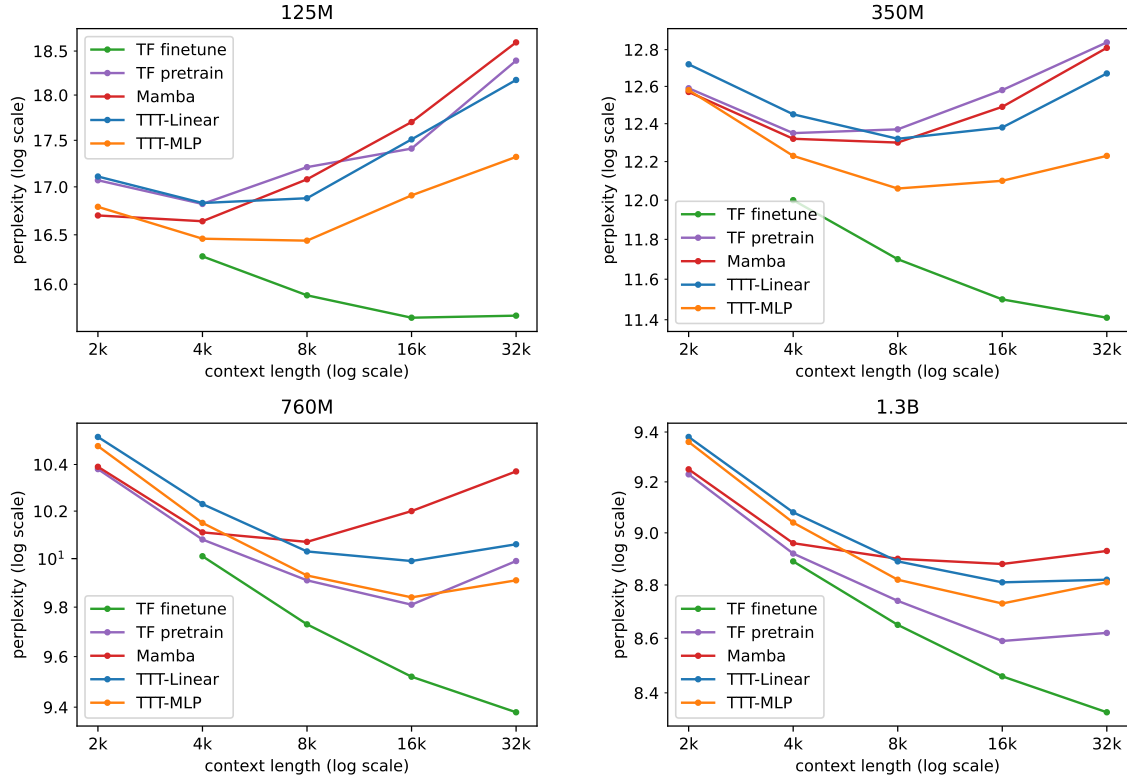 125M
perplexity (log scale)
18.5
18.0
17.5
17.0
16.5
16.0
TF finetune
TF pretrain
Mamba
TTT-Linear
TTT-MLP
2k 4k 8k 16k 32k
context length (log scale)
350M
perplexity (log scale)
12.8
12.6
12.4
12.2
12.0
11.8
11.6
11.4
TF finetune
TF pretrain
Mamba
TTT-Linear
TTT-MLP
2k 4k 8k 16k 32k
context length (log scale)
760M
perplexity (log scale)
10.4
10.2
10¹
9.8
9.6
9.4
TF finetune
TF pretrain
Mamba
TTT-Linear
TTT-MLP
2k 4k 8k 16k 32k
context length (log scale)
1.3B
perplexity (log scale)
9.4
9.2
9.0
8.8
8.6
8.4
TF finetune
TF pretrain
Mamba
TTT-Linear
TTT-MLP
2k 4k 8k 16k 32k
context length (log scale)